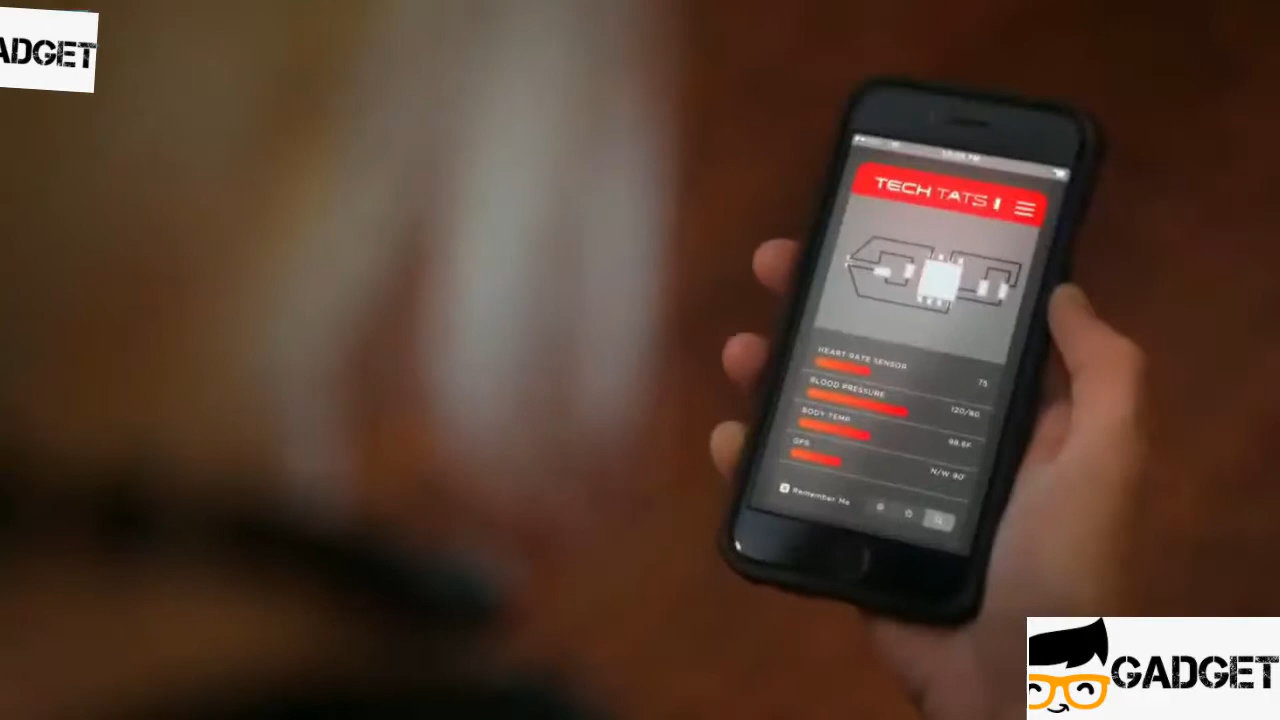 ADGET
TECH TATS
HEART RATE SENSOR
75
BLOOD PRESSURE
120/80
BODY TEMP
98.6F
GPS
N/W 90°
Remember Me
GADGET